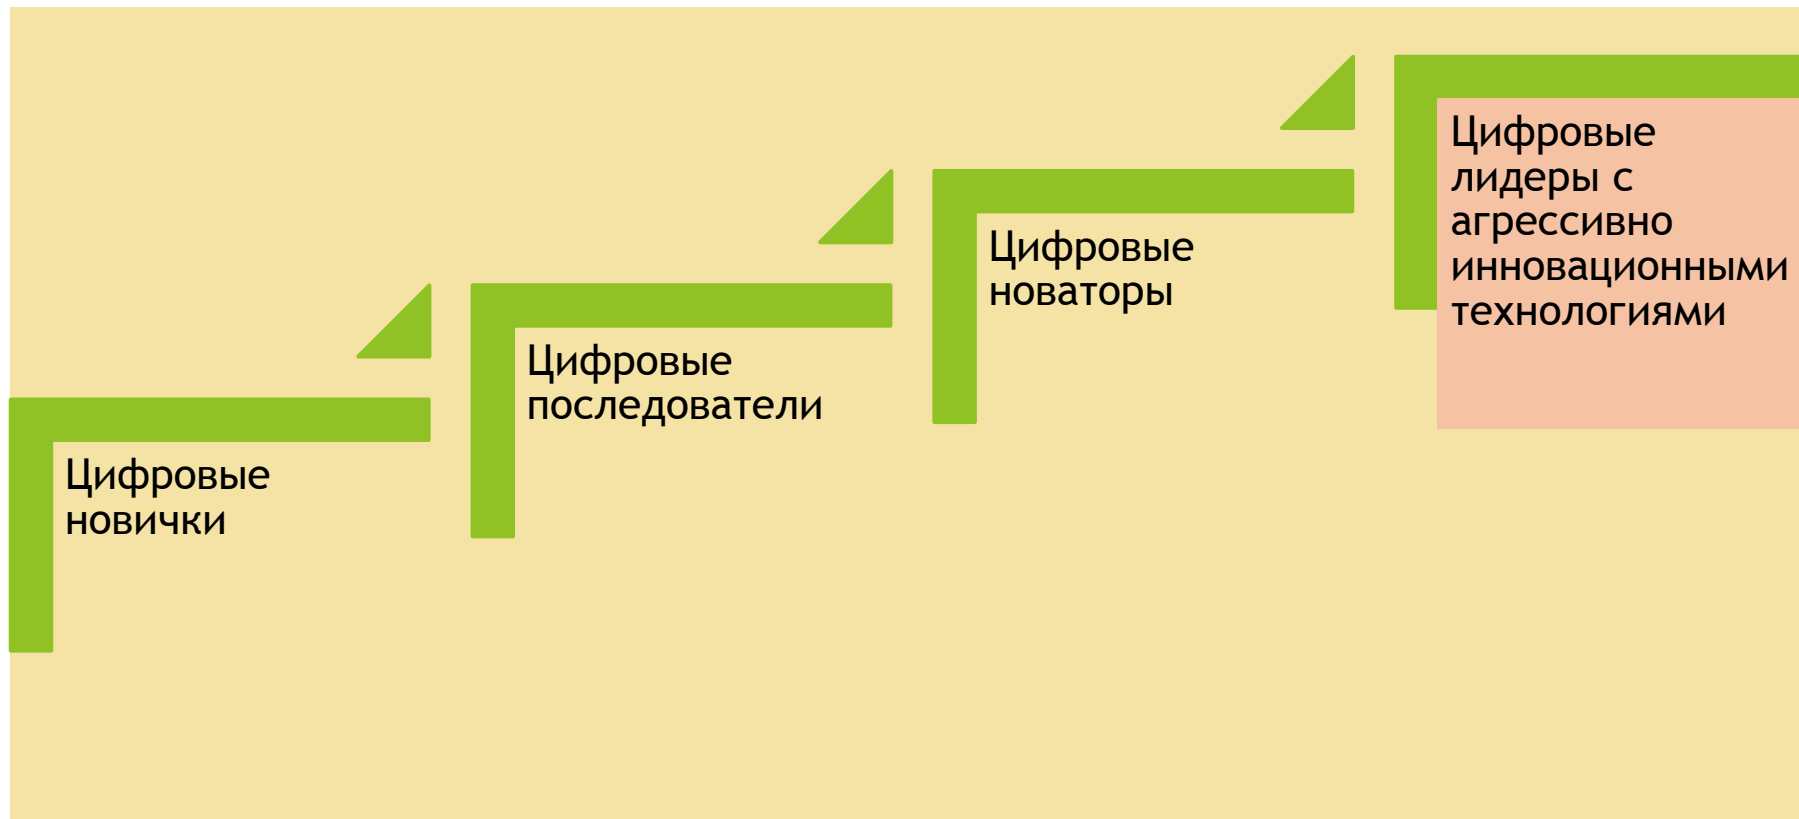 Цифровые
новички
Цифровые
последователи
Цифровые
новаторы
Цифровые
лидеры с
агрессивно
инновационными
технологиями